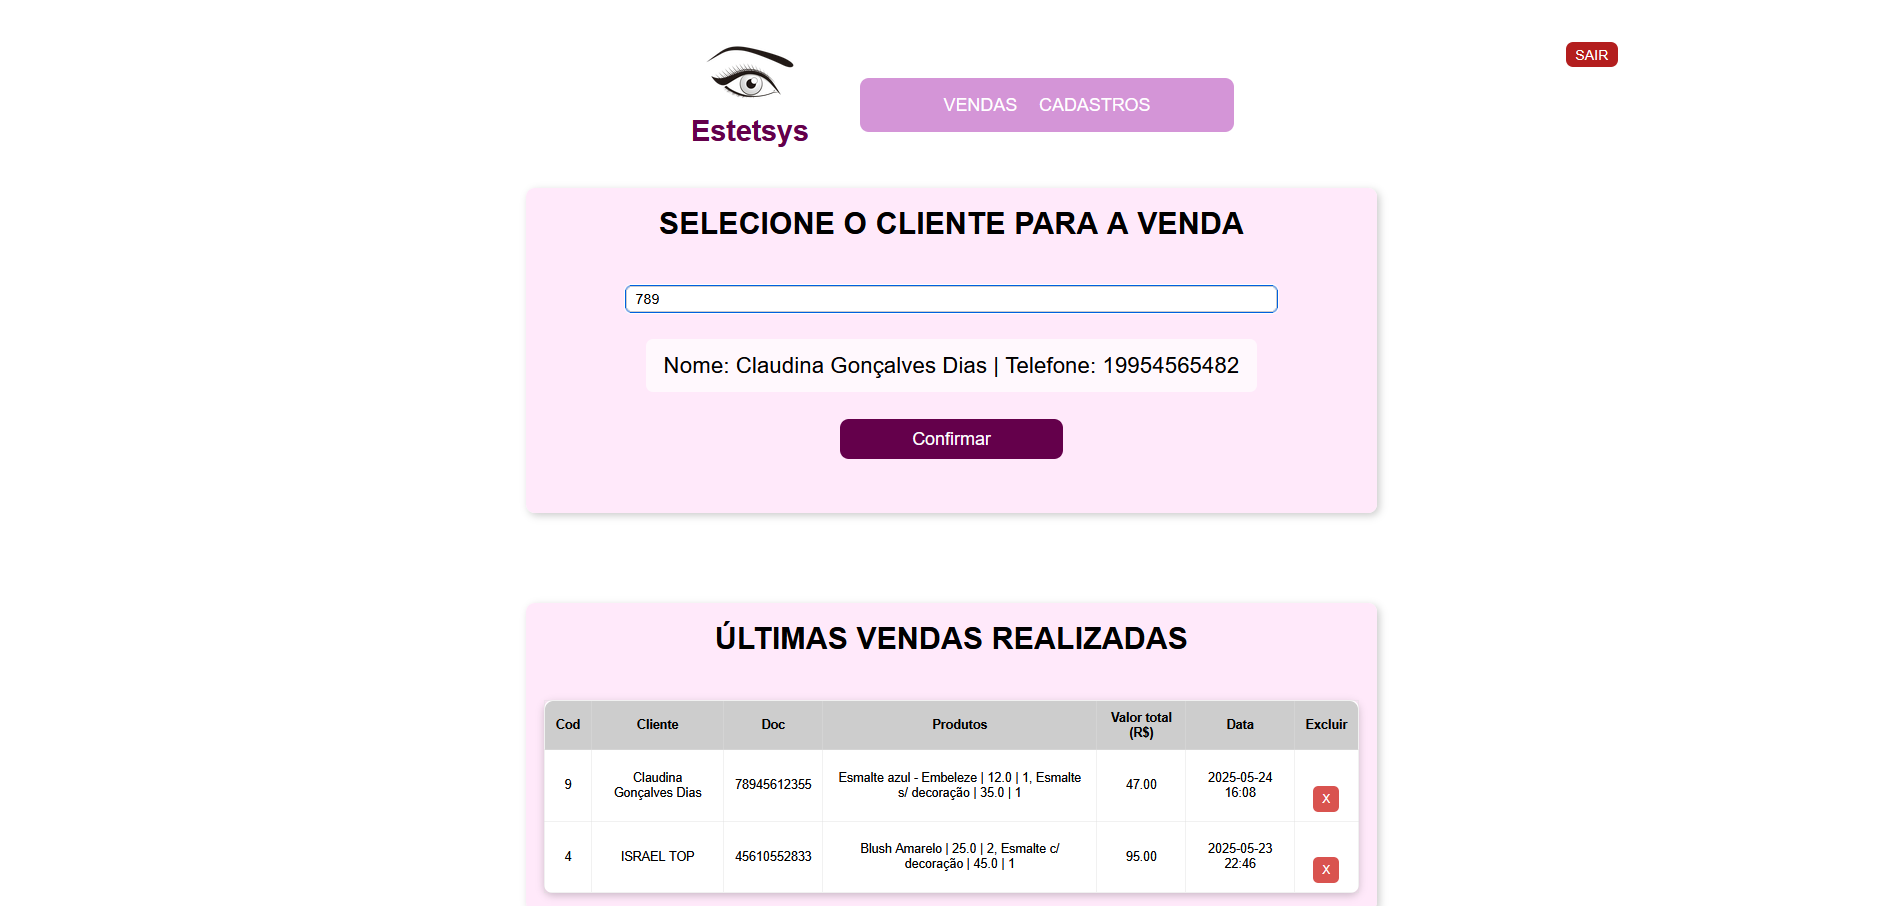 SAIR
Estetsys
VENDAS CADASTROS
SELECIONE O CLIENTE PARA A VENDA
789
Nome: Claudina Gonçalves Dias | Telefone: 19954565482
Confirmar
ÚLTIMAS VENDAS REALIZADAS
Cod Cliente Doc Produtos Valor total (R$) Data Excluir
9 Claudina Gonçalves Dias 78945612355 Esmalte azul - Embeleze | 12.0 | 1, Esmalte s/ decoração | 35.0 | 1 47.00 2025-05-24 16:08 X
4 ISRAEL TOP 45610552833 Blush Amarelo | 25.0 | 2, Esmalte c/ decoração | 45.0 | 1 95.00 2025-05-23 22:46 X